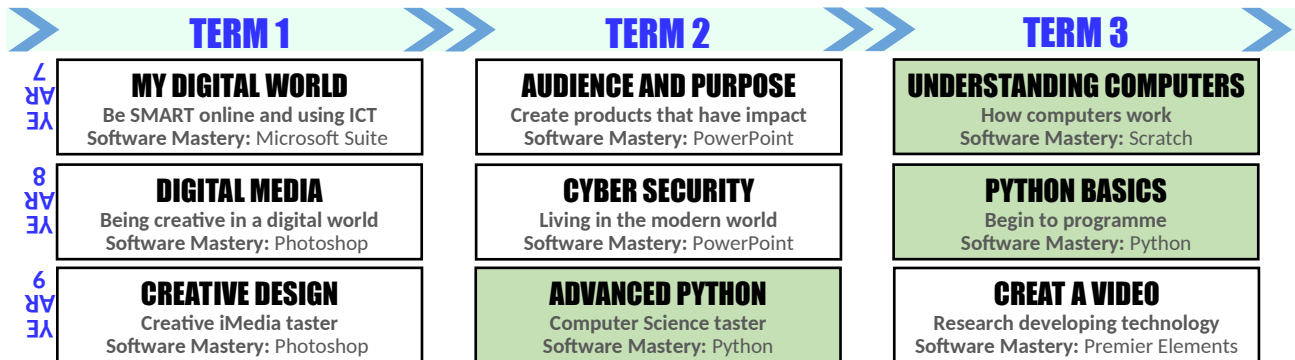 TERM 1
TERM 2
TERM 3
YEAR 7
MY DIGITAL WORLD
Be SMART online and using ICT
Software Mastery: Microsoft Suite
AUDIENCE AND PURPOSE
Create products that have impact
Software Mastery: PowerPoint
UNDERSTANDING COMPUTERS
How computers work
Software Mastery: Scratch
YEAR 8
DIGITAL MEDIA
Being creative in a digital world
Software Mastery: Photoshop
CYBER SECURITY
Living in the modern world
Software Mastery: PowerPoint
PYTHON BASICS
Begin to programme
Software Mastery: Python
YEAR 9
CREATIVE DESIGN
Creative iMedia taster
Software Mastery: Photoshop
ADVANCED PYTHON
Computer Science taster
Software Mastery: Python
CREAT A VIDEO
Research developing technology
Software Mastery: Premier Elements